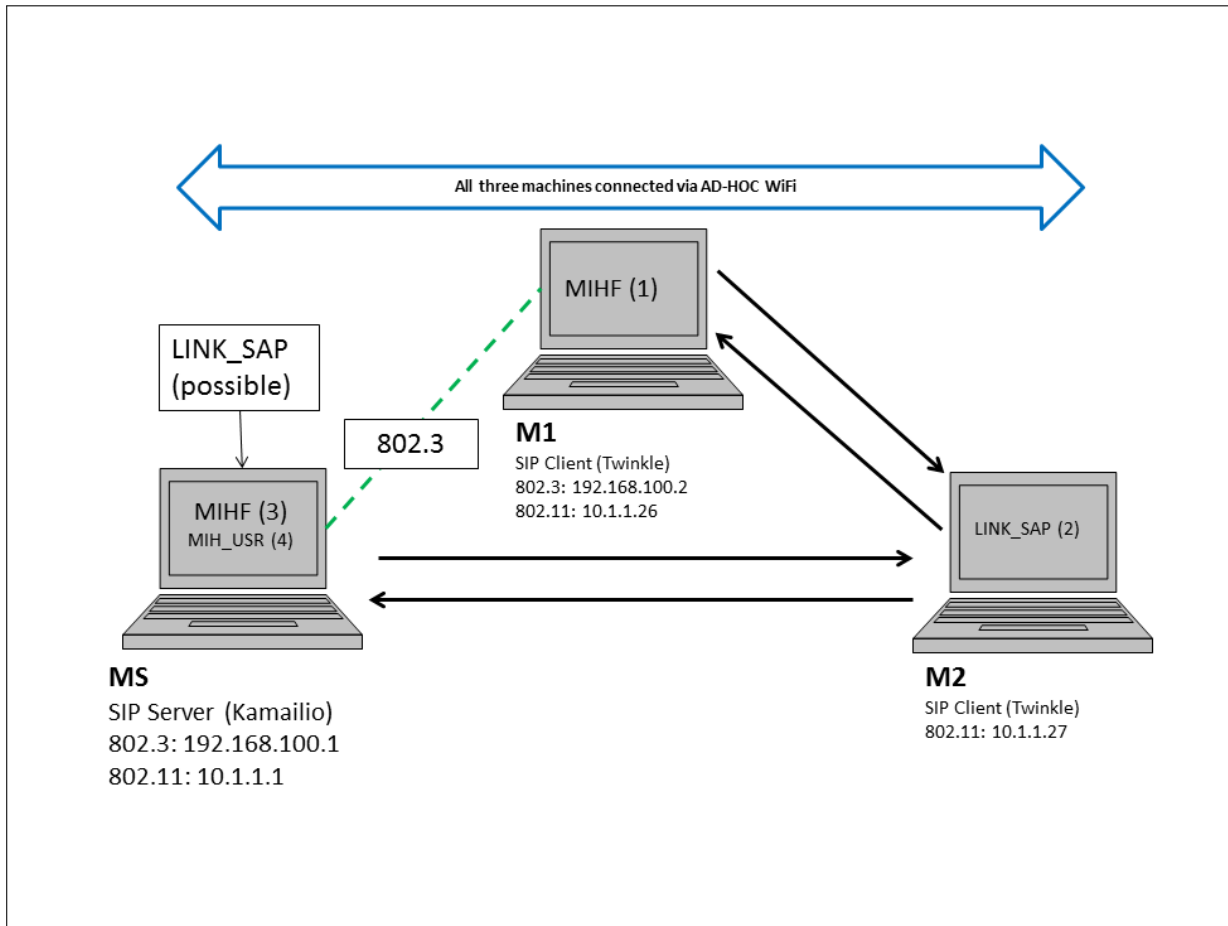 All three machines connected via AD-HOC WiFi
MIHF (1)
LINK_SAP
(possible)
802.3
M1
SIP Client (Twinkle)
802.3: 192.168.100.2
802.11: 10.1.1.26
MIHF (3)
MIH_USR (4)
LINK_SAP (2)
MS
SIP Server (Kamailio)
802.3: 192.168.100.1
802.11: 10.1.1.1
M2
SIP Client (Twinkle)
802.11: 10.1.1.27